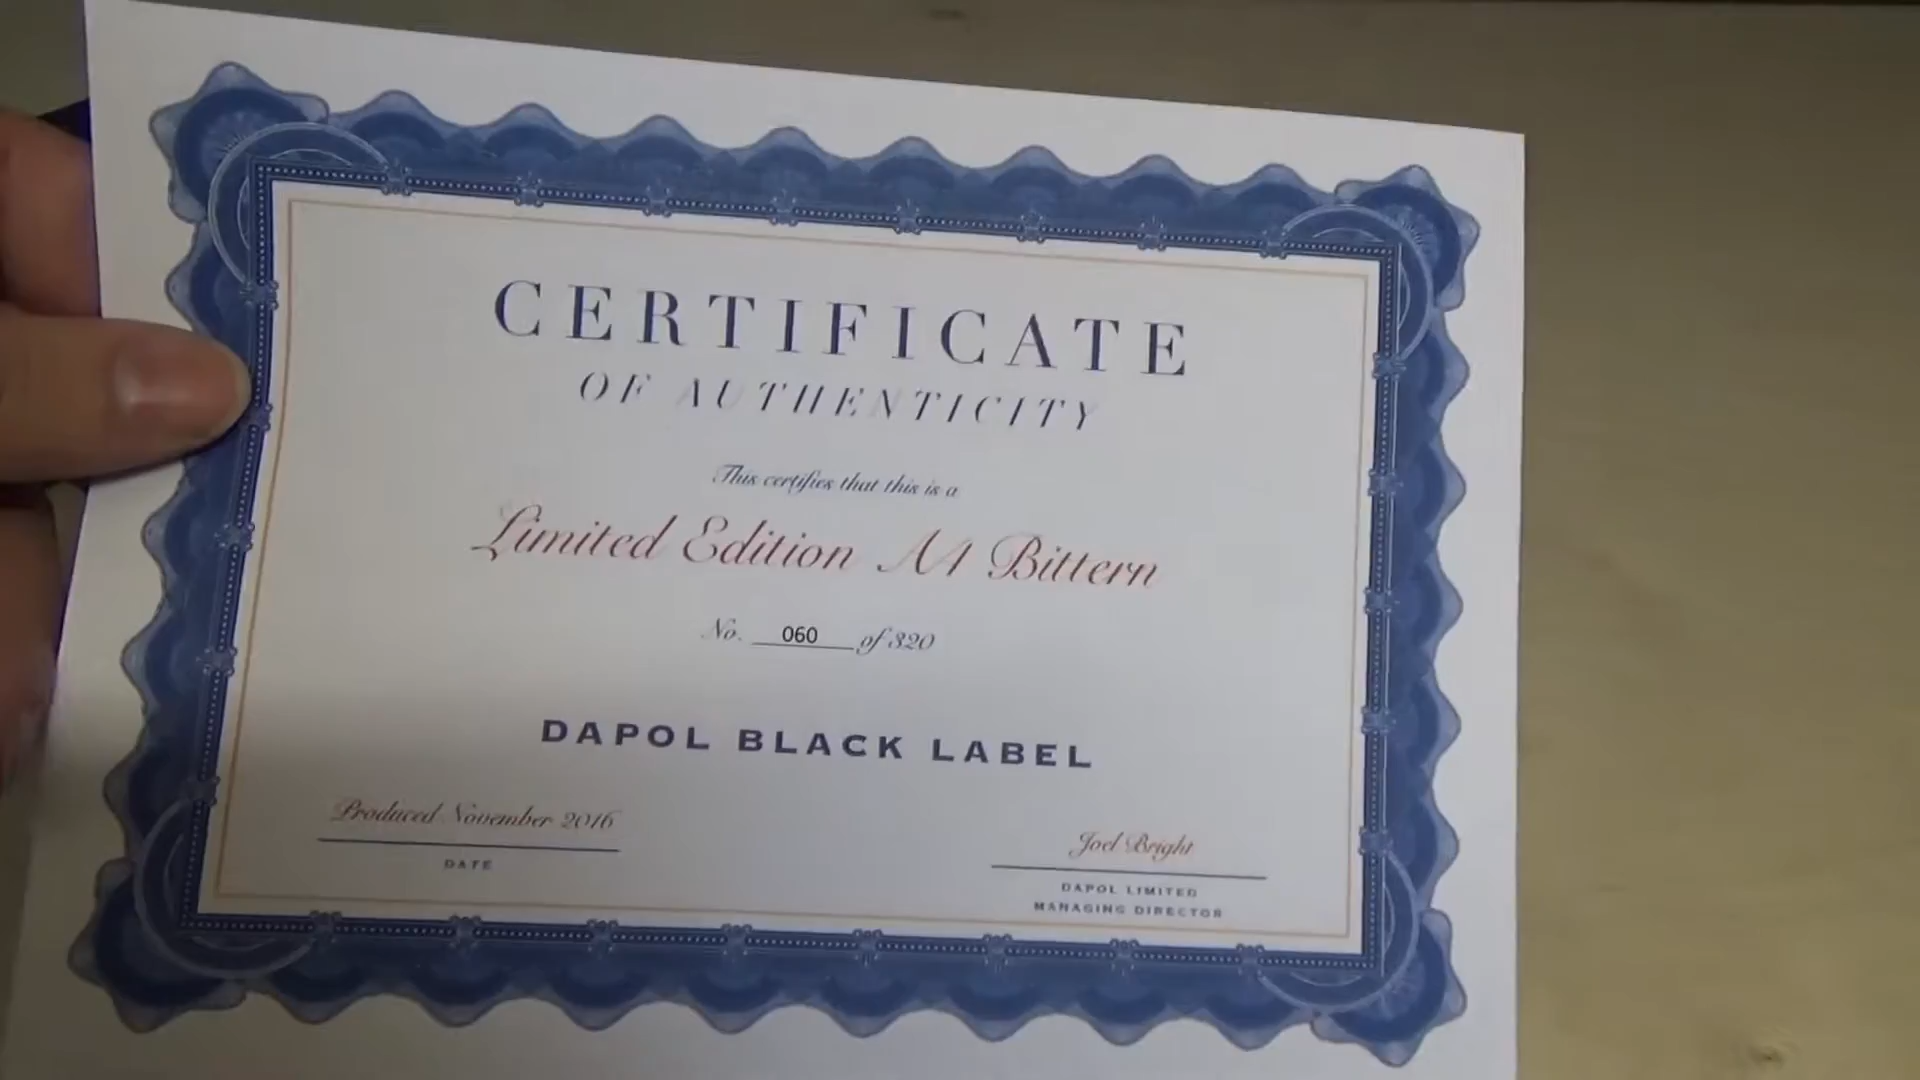 CERTIFICATE
OF AUTHENTICITY
This certifies that this is a
Limited Edition A4 Bittern
No. 060 of 320
DAPOL BLACK LABEL
Produced November 2016
DATE
Joel Bright
DAPOL LIMITED
MANAGING DIRECTOR